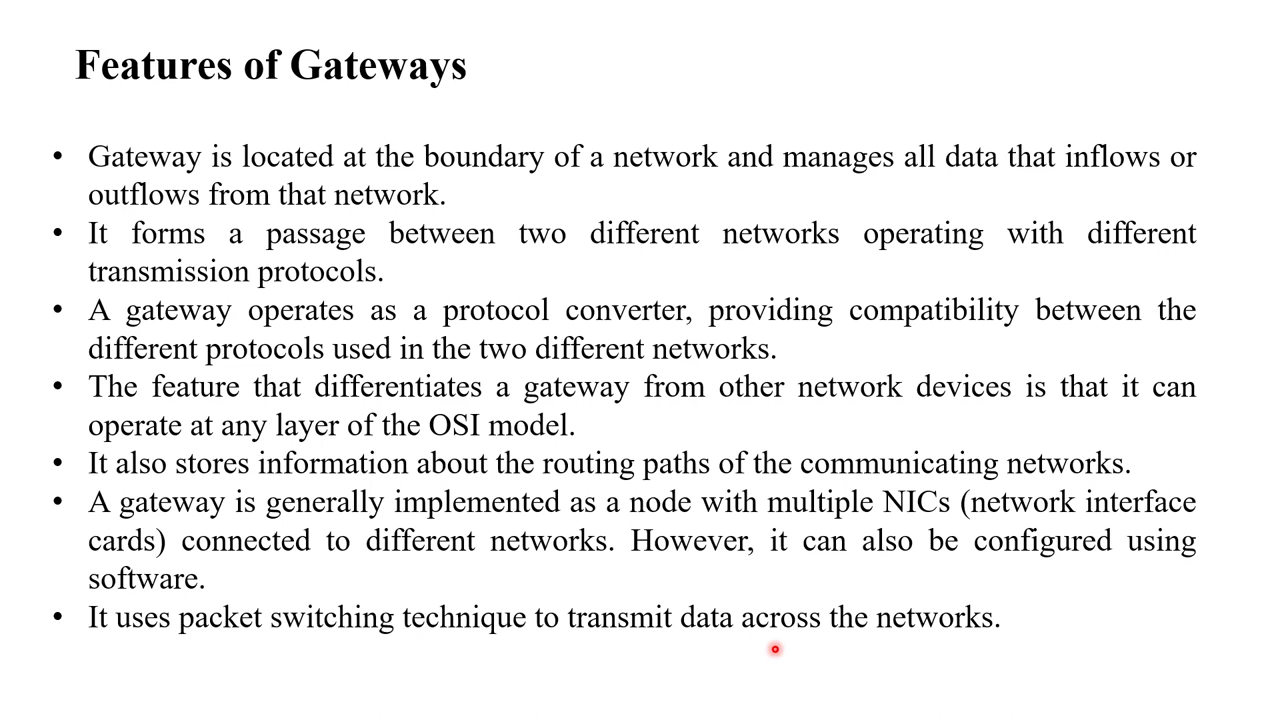 Features of Gateways
• Gateway is located at the boundary of a network and manages all data that inflows or
outflows from that network.
• It forms a passage between two different networks operating with different
transmission protocols.
• A gateway operates as a protocol converter, providing compatibility between the
different protocols used in the two different networks.
• The feature that differentiates a gateway from other network devices is that it can
operate at any layer of the OSI model.
• It also stores information about the routing paths of the communicating networks.
• A gateway is generally implemented as a node with multiple NICs (network interface
cards) connected to different networks. However, it can also be configured using
software.
• It uses packet switching technique to transmit data across the networks.